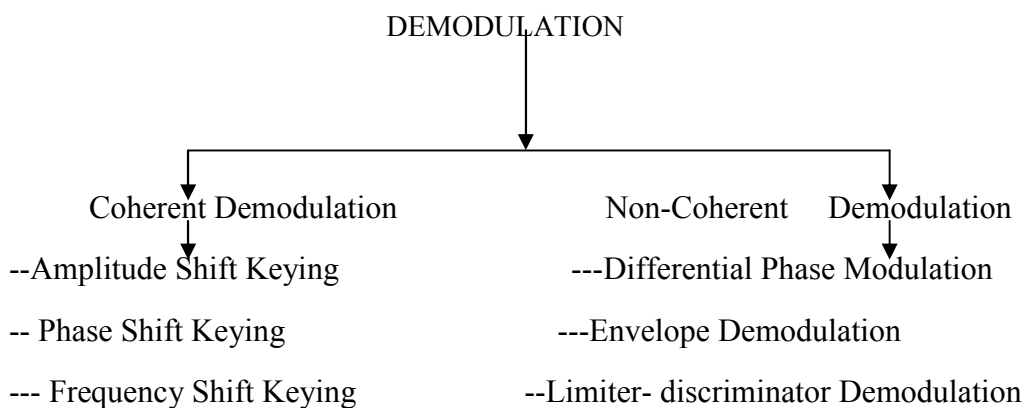 DEMODULATION
Coherent Demodulation
Non-Coherent Demodulation
--Amplitude Shift Keying
---Differential Phase Modulation
-- Phase Shift Keying
---Envelope Demodulation
--- Frequency Shift Keying
--Limiter- discriminator Demodulation